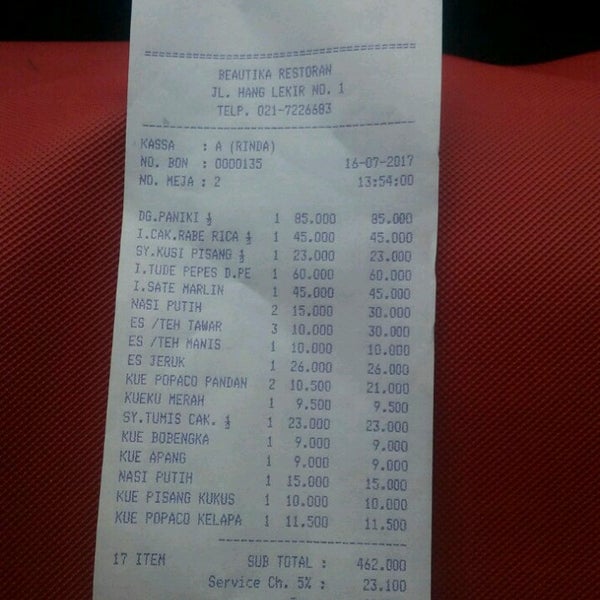 BEAUTIKA RESTORAN
JL. HANG LEKIR NO. 1
TELP. 021-7226683
KASSA : A (RINDA)
NO. BON : 0000135 16-07-2017
NO. MEJA : 2 13:54:00
DG.PANIKI ½ 1 85.000 85.000
I.CAK.RABE RICA ½ 1 45.000 45.000
SY.KUSI PISANG ½ 1 23.000 23.000
I.TUDE PEPES D.PE 1 60.000 60.000
I.SATE MARLIN 1 45.000 45.000
NASI PUTIH 2 15.000 30.000
ES /TEH TAWAR 3 10.000 30.000
ES /TEH MANIS 1 10.000 10.000
ES JERUK 1 26.000 26.000
KUE POPACO PANDAN 2 10.500 21.000
KUEKU MERAH 1 9.500 9.500
SY.TUMIS CAK. ½ 1 23.000 23.000
KUE BOBENGKA 1 9.000 9.000
KUE APANG 1 9.000 9.000
NASI PUTIH 1 15.000 15.000
KUE PISANG KUKUS 1 10.000 10.000
KUE POPACO KELAPA 1 11.500 11.500
17 ITEM SUB TOTAL : 462.000
Service Ch. 5% : 23.100